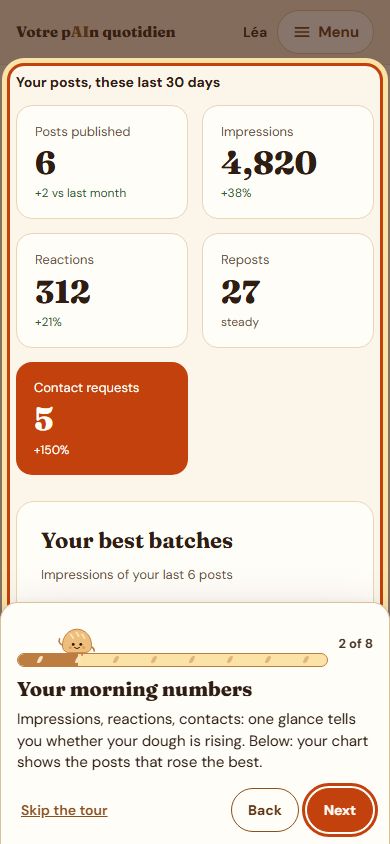 Votre pAIn quotidien
Léa
Menu
Your posts, these last 30 days
Posts published
6
+2 vs last month
Impressions
4,820
+38%
Reactions
312
+21%
Reposts
27
steady
Contact requests
5
+150%
Your best batches
Impressions of your last 6 posts
2 of 8
Your morning numbers
Impressions, reactions, contacts: one glance tells
you whether your dough is rising. Below: your chart
shows the posts that rose the best.
Skip the tour
Back
Next